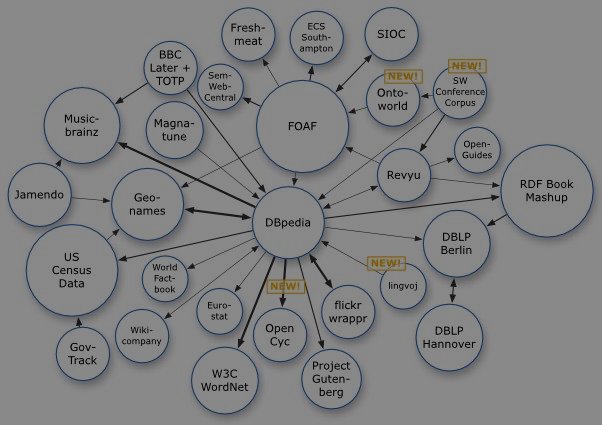 Fresh-
meat
ECS
South-
ampton
SIOC
BBC
Later +
TOTP
Sem-
Web-
Central
NEW!
Onto-
world
NEW!
SW
Conference
Corpus
Music-
brainz
Magna-
tune
FOAF
Open-
Guides
Revyu
RDF Book
Mashup
Jamendo
Geo-
names
DBpedia
US
Census
Data
DBLP
Berlin
World
Fact-
book
NEW!
lingvoj
NEW!
Euro-
stat
flickr
wrappr
Wiki-
company
Open
Cyc
DBLP
Hannover
Gov-
Track
W3C
WordNet
Project
Guten-
berg